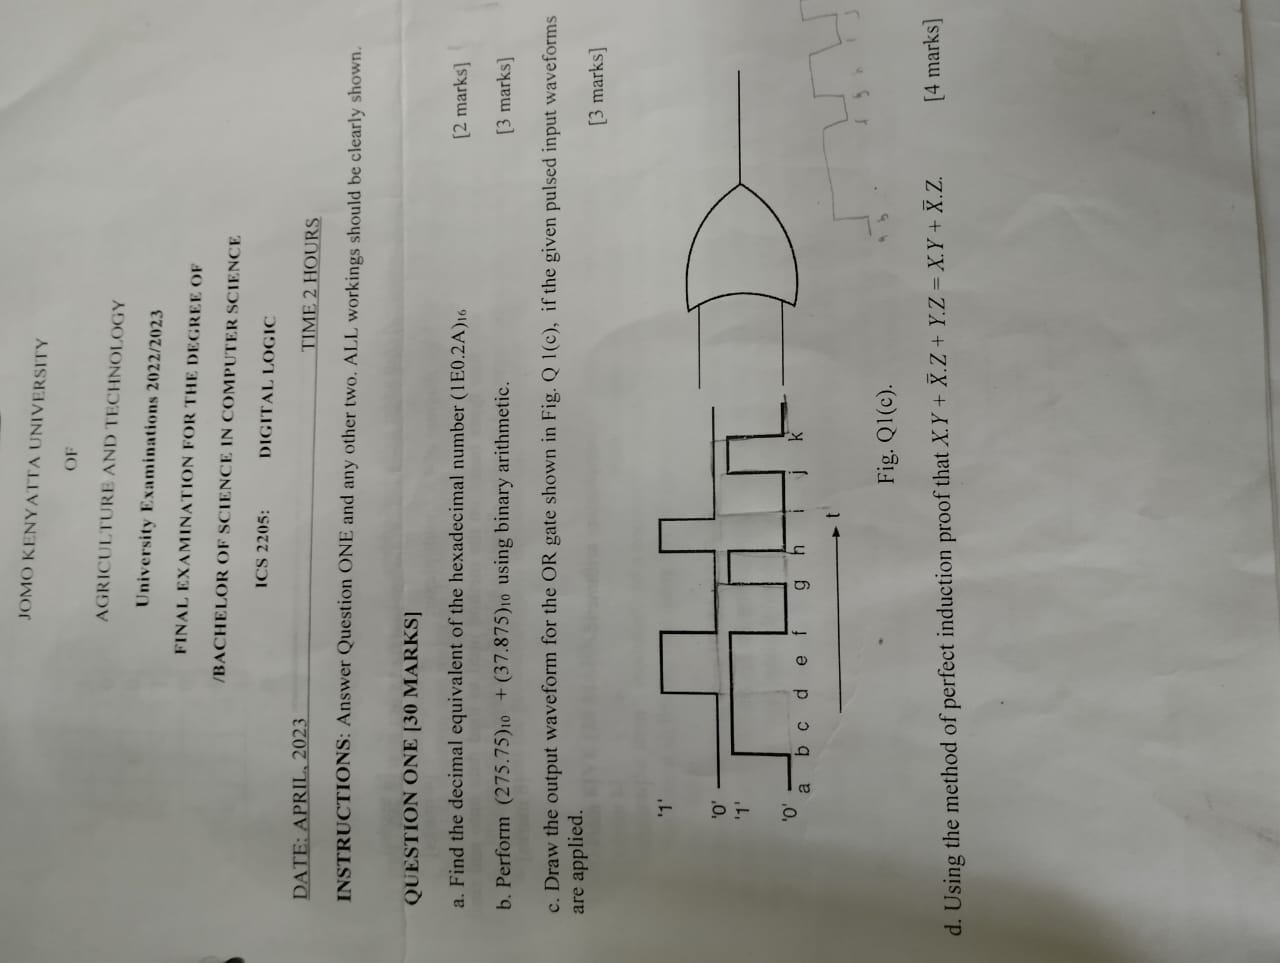 JOMO KENYATTA UNIVERSITY
OF
AGRICULTURE AND TECHNOLOGY
University Examinations 2022/2023
FINAL EXAMINATION FOR THE DEGREE OF
/BACHELOR OF SCIENCE IN COMPUTER SCIENCE
ICS 2205: DIGITAL LOGIC
DATE: APRIL, 2023 TIME 2 HOURS
INSTRUCTIONS: Answer Question ONE and any other two. ALL workings should be clearly shown.
QUESTION ONE [30 MARKS]
a. Find the decimal equivalent of the hexadecimal number (1E0.2A)₁₆ [2 marks]
b. Perform (275.75)₁₀ + (37.875)₁₀ using binary arithmetic. [3 marks]
c. Draw the output waveform for the OR gate shown in Fig. Q 1(c), if the given pulsed input waveforms
are applied. [3 marks]
'1'
'0'
'1'
'0'
a b c d e f g h i j k
t
a b f g h i j
Fig. Q1(c).
d. Using the method of perfect induction proof that X.Y + X̄.Z + Y.Z = X.Y + X̄.Z. [4 marks]